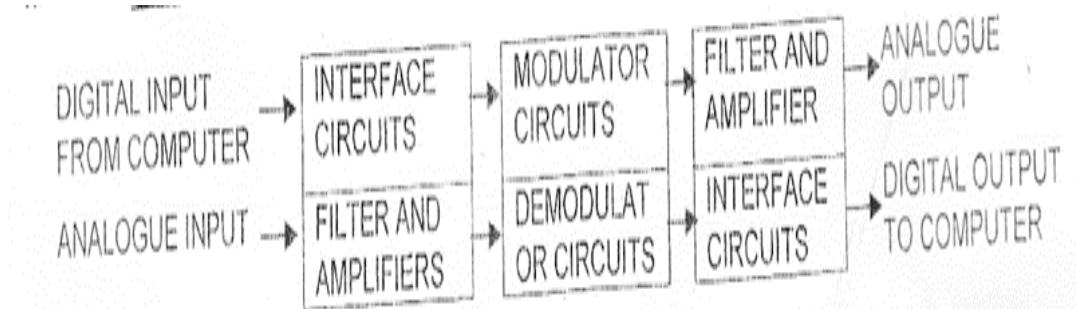 DIGITAL INPUT
FROM COMPUTER
INTERFACE
CIRCUITS
MODULATOR
CIRCUITS
FILTER AND
AMPLIFIER
ANALOGUE
OUTPUT
ANALOGUE INPUT
FILTER AND
AMPLIFIERS
DEMODULAT
OR CIRCUITS
INTERFACE
CIRCUITS
DIGITAL OUTPUT
TO COMPUTER